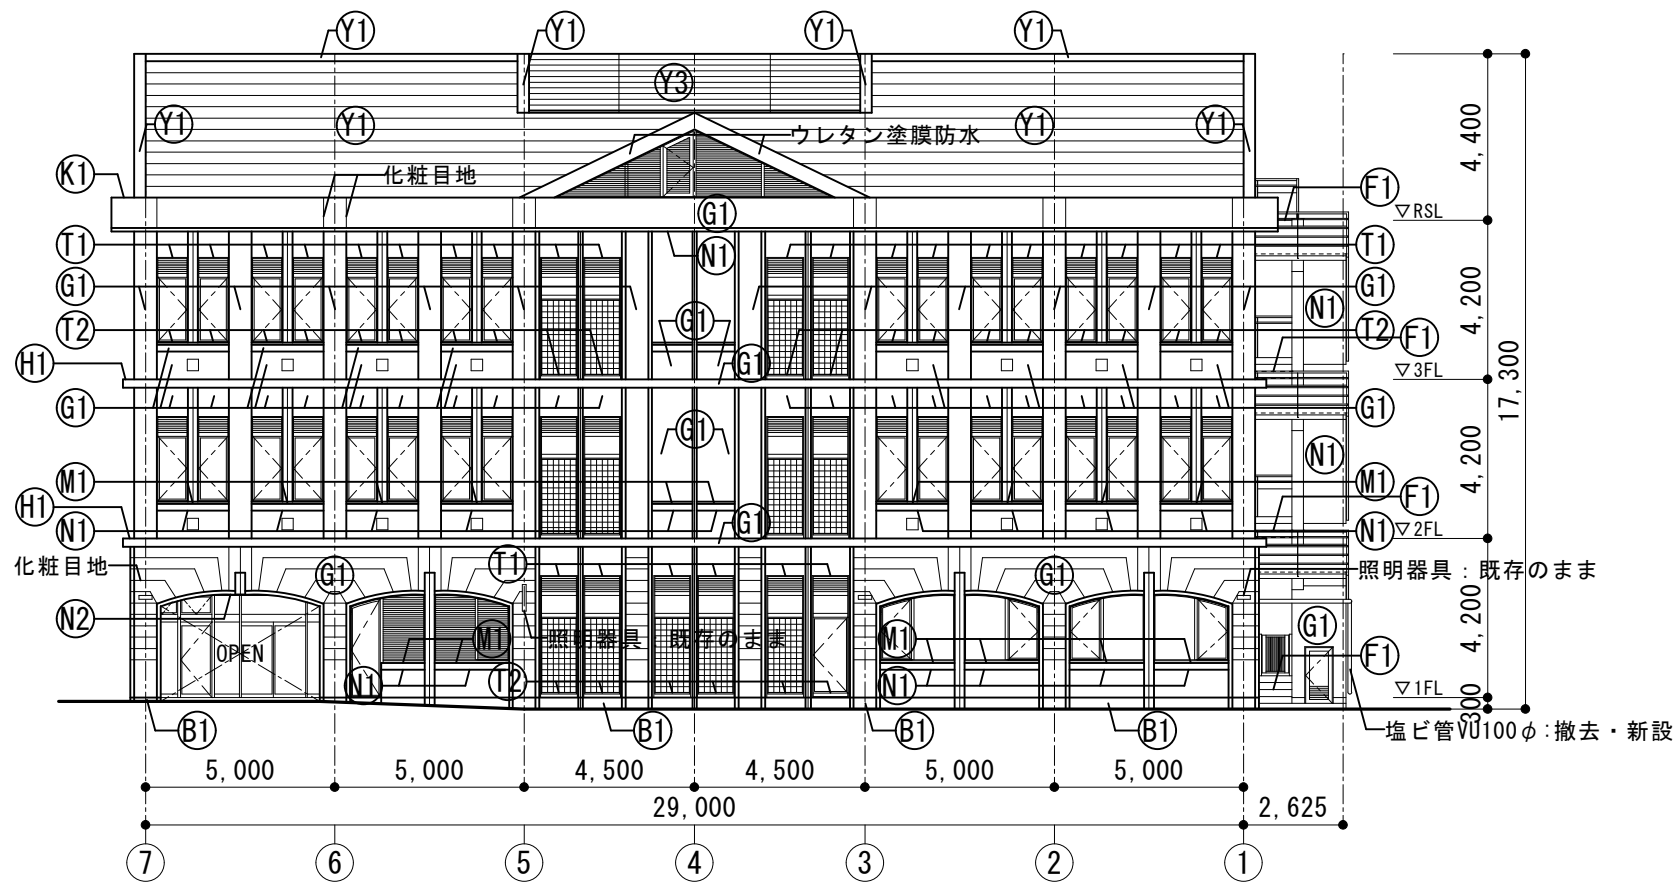 Y1 Y1 Y1 Y1
Y3
Y1 Y1 Y1 Y1
ウレタン塗膜防水
4,400
K1 化粧目地 F1
G1 ▽RSL
T1 N1 T1
G1 G1
N1
4,200
T2 G1 T2 F1
H1 G1 ▽3FL
17,300
G1 G1
G1
N1
4,200
M1 M1 F1
H1
N1 G1 N1 ▽2FL
化粧目地 G1 T1 G1 照明器具：既存のまま
N2
4,200
G1
OPEN M1 照明器具：既存のまま M1 F1
N1 T2 N1
▽1FL
300
B1 B1 B1 B1 塩ビ管VU100φ:撤去・新設
5,000 5,000 4,500 4,500 5,000 5,000
29,000 2,625
7 6 5 4 3 2 1